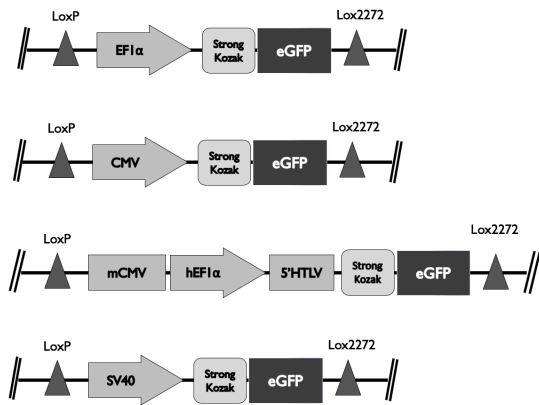 LoxP
Lox2272
EF1α
Strong
Kozak
eGFP
LoxP
Lox2272
CMV
Strong
Kozak
eGFP
LoxP
Lox2272
mCMV
hEF1α
5'HTLV
Strong
Kozak
eGFP
LoxP
Lox2272
SV40
Strong
Kozak
eGFP